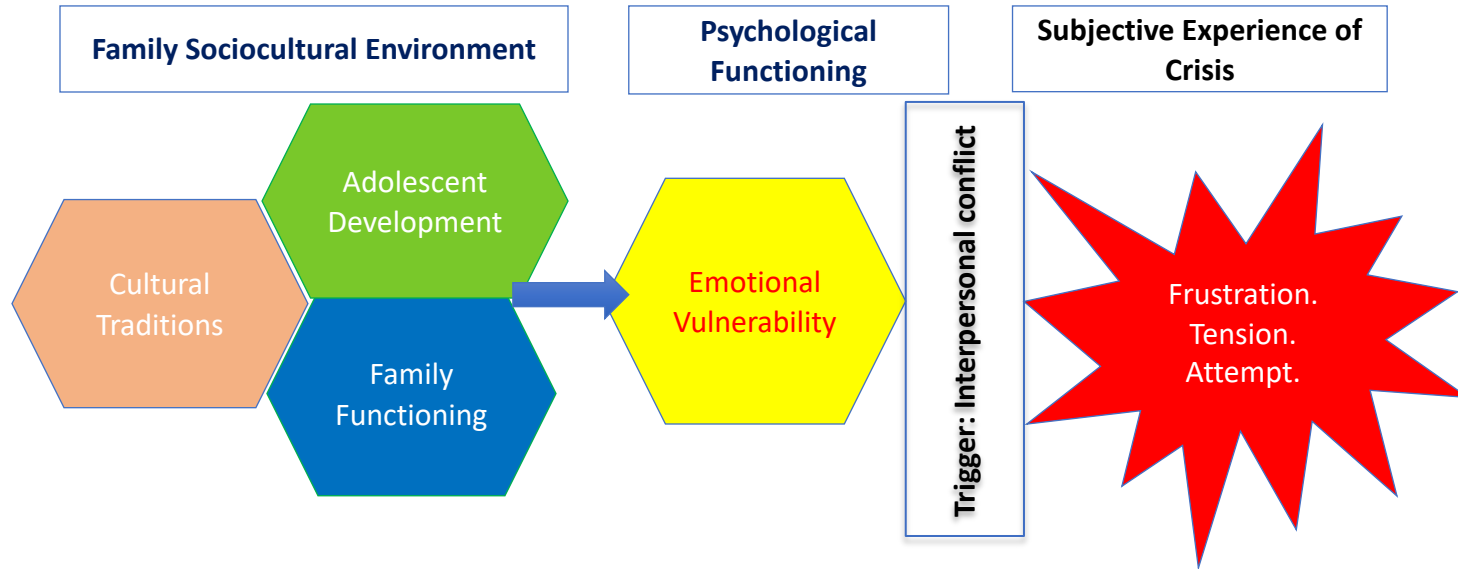 Family Sociocultural Environment
Psychological
Functioning
Subjective Experience of
Crisis
Cultural
Traditions
Adolescent
Development
Family
Functioning
Emotional
Vulnerability
Trigger: Interpersonal conflict
Frustration.
Tension.
Attempt.